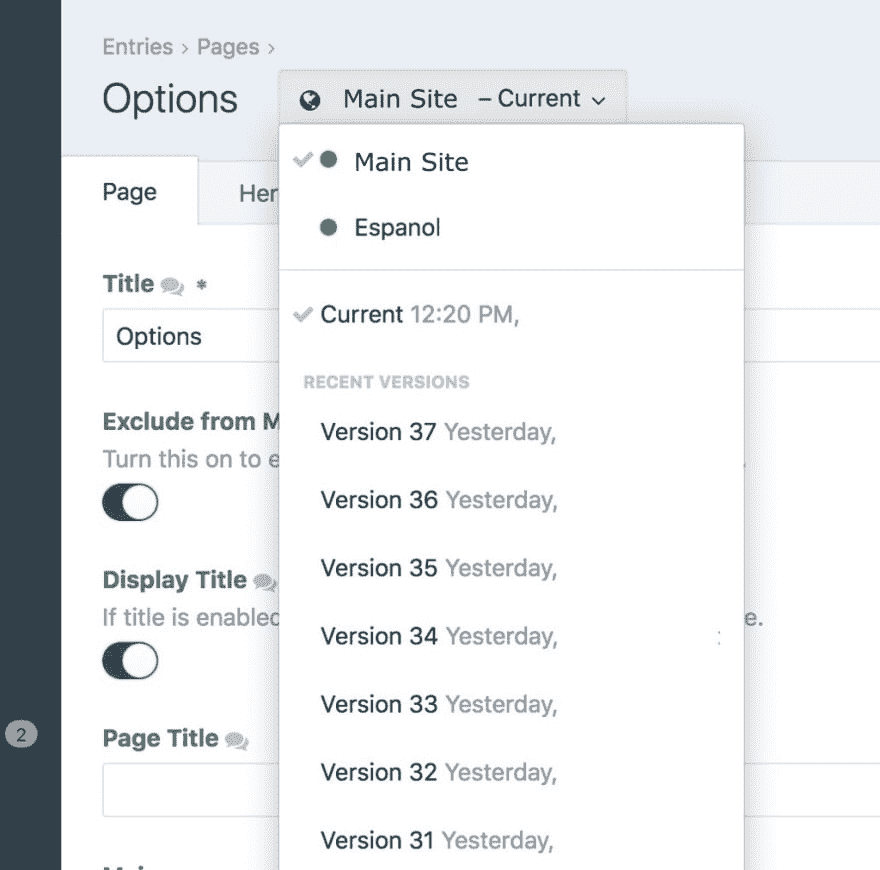 Entries › Pages ›
Options
Main Site – Current
Main Site
Espanol
Page
Her
Title *
Options
Current 12:20 PM,
RECENT VERSIONS
Exclude from M
Version 37 Yesterday,
Turn this on to e
Version 36 Yesterday,
Version 35 Yesterday,
Display Title
If title is enabled
e.
Version 34 Yesterday,
Version 33 Yesterday,
2
Page Title
Version 32 Yesterday,
Version 31 Yesterday,